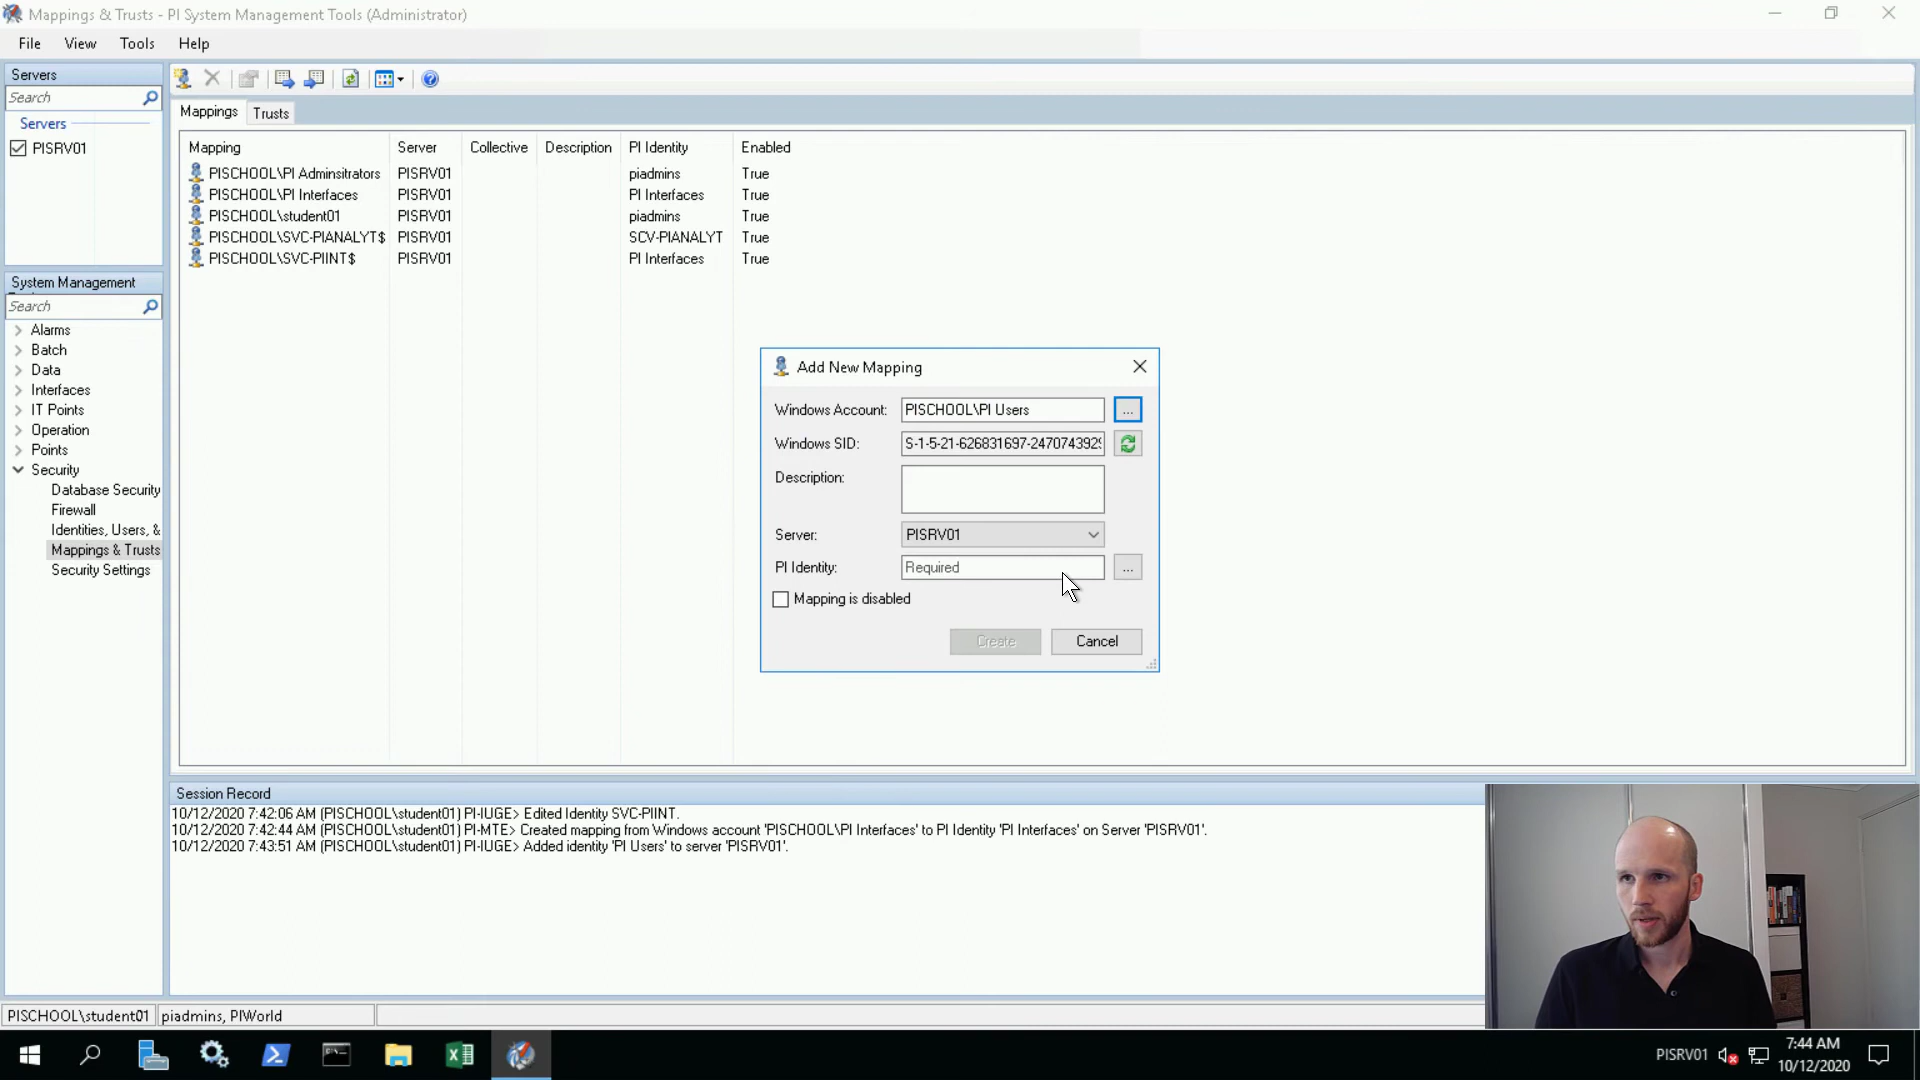 Mappings & Trusts - PI System Management Tools (Administrator)
File View Tools Help
Servers
Search
Servers
PISRV01
System Management
Search
Alarms
Batch
Data
Interfaces
IT Points
Operation
Points
Security
Database Security
Firewall
Identities, Users, &
Mappings & Trusts
Security Settings
Mappings Trusts
Mapping Server Collective Description PI Identity Enabled
PISCHOOL\PI Adminsitrators PISRV01 piadmins True
PISCHOOL\PI Interfaces PISRV01 PI Interfaces True
PISCHOOL\student01 PISRV01 piadmins True
PISCHOOL\SVC-PIANALYT$ PISRV01 SCV-PIANALYT True
PISCHOOL\SVC-PIINT$ PISRV01 PI Interfaces True
Add New Mapping
Windows Account: PISCHOOL\PI Users ...
Windows SID: S-1-5-21-626831697-2470743929
Description:
Server: PISRV01
PI Identity: Required ...
Mapping is disabled
Create Cancel
Session Record
10/12/2020 7:42:06 AM (PISCHOOL\student01) PI-IUGE> Edited Identity SVC-PIINT.
10/12/2020 7:42:44 AM (PISCHOOL\student01) PI-MTE> Created mapping from Windows account 'PISCHOOL\PI Interfaces' to PI Identity 'PI Interfaces' on Server 'PISRV01'.
10/12/2020 7:43:51 AM (PISCHOOL\student01) PI-IUGE> Added identity 'PI Users' to server 'PISRV01'.
PISCHOOL\student01 piadmins, PIWorld
PISRV01
7:44 AM
10/12/2020